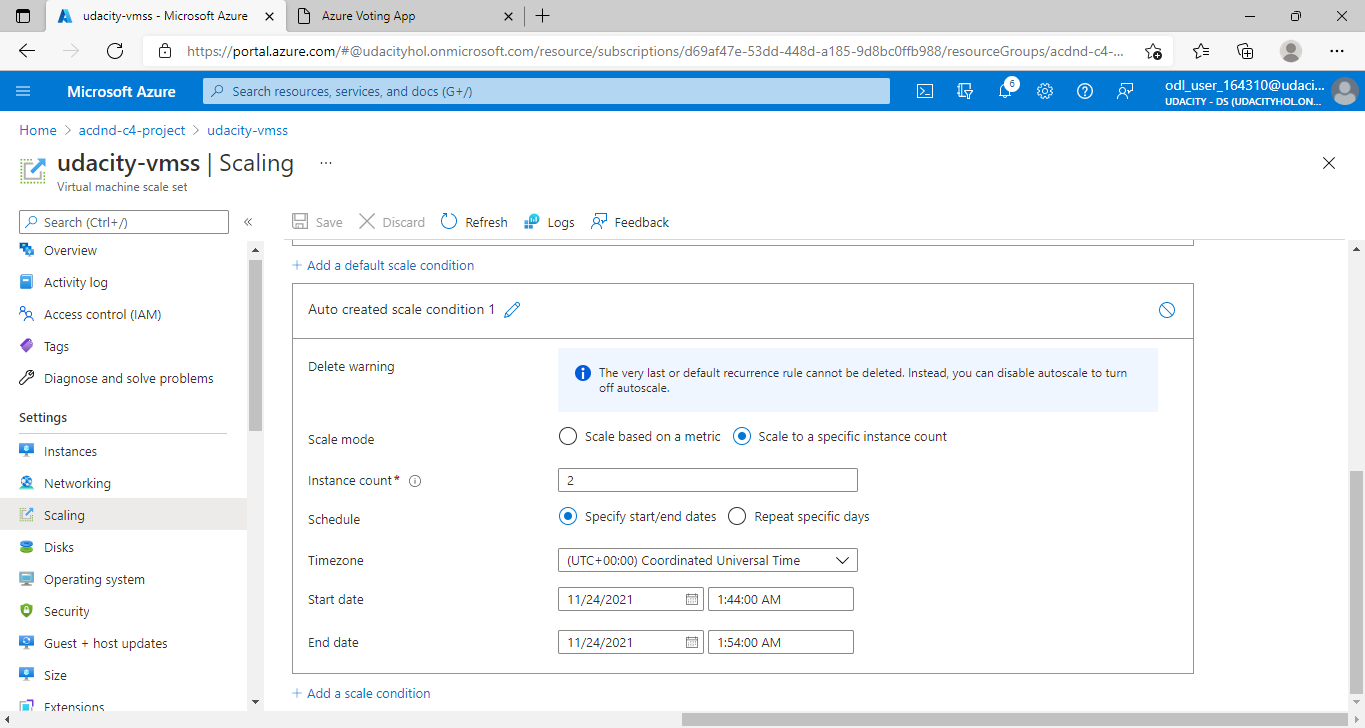 udacity-vmss - Microsoft Azure
Azure Voting App
https://portal.azure.com/#@udacityhol.onmicrosoft.com/resource/subscriptions/d69af47e-53dd-448d-a185-9d8bc0ffb988/resourceGroups/acdnd-c4-...
Microsoft Azure
Search resources, services, and docs (G+/)
6
odl_user_164310@udaci...
UDACITY - DS (UDACITYHOL.ON...
Home > acdnd-c4-project > udacity-vmss
udacity-vmss | Scaling ...
Virtual machine scale set
Search (Ctrl+/)
«
Save
Discard
Refresh
Logs
Feedback
Overview
Activity log
Access control (IAM)
Tags
Diagnose and solve problems
Settings
Instances
Networking
Scaling
Disks
Operating system
Security
Guest + host updates
Size
Extensions
+ Add a default scale condition
Auto created scale condition 1
Delete warning
The very last or default recurrence rule cannot be deleted. Instead, you can disable autoscale to turn
off autoscale.
Scale mode
Scale based on a metric
Scale to a specific instance count
Instance count*
2
Schedule
Specify start/end dates
Repeat specific days
Timezone
(UTC+00:00) Coordinated Universal Time
Start date
11/24/2021
1:44:00 AM
End date
11/24/2021
1:54:00 AM
+ Add a scale condition